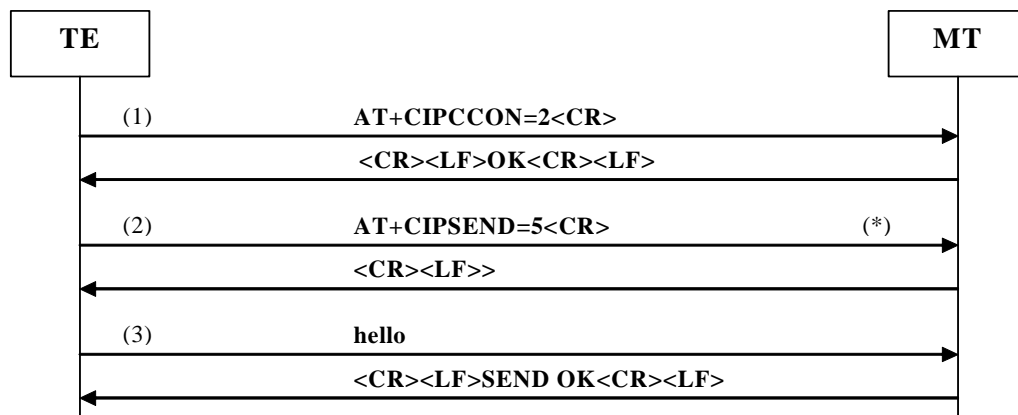 TE MT
(1) AT+CIPCCON=2<CR>
<CR><LF>OK<CR><LF>
(2) AT+CIPSEND=5<CR> (*)
<CR><LF>>
(3) hello
<CR><LF>SEND OK<CR><LF>